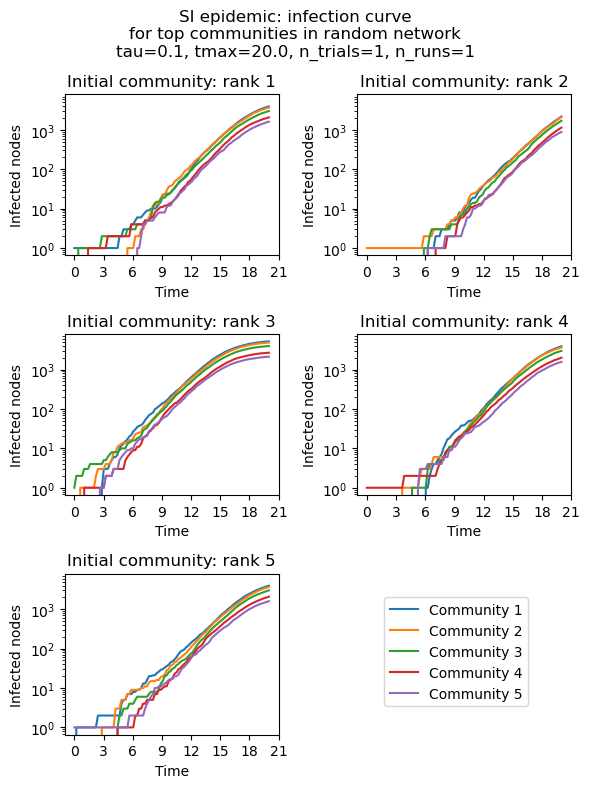 SI epidemic: infection curve
for top communities in random network
tau=0.1, tmax=20.0, n_trials=1, n_runs=1
Initial community: rank 1
Infected nodes
10³
10²
10¹
10⁰
0 3 6 9 12 15 18 21
Time
Initial community: rank 2
Infected nodes
10³
10²
10¹
10⁰
0 3 6 9 12 15 18 21
Time
Initial community: rank 3
Infected nodes
10³
10²
10¹
10⁰
0 3 6 9 12 15 18 21
Time
Initial community: rank 4
Infected nodes
10³
10²
10¹
10⁰
0 3 6 9 12 15 18 21
Time
Initial community: rank 5
Infected nodes
10³
10²
10¹
10⁰
0 3 6 9 12 15 18 21
Time
Community 1
Community 2
Community 3
Community 4
Community 5